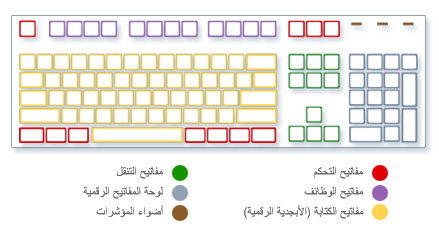 مفاتيح التحكم
مفاتيح الوظائف
مفاتيح الكتابة (الأبجدية الرقمية)
مفاتيح التنقل
لوحة المفاتيح الرقمية
أضواء المؤشرات